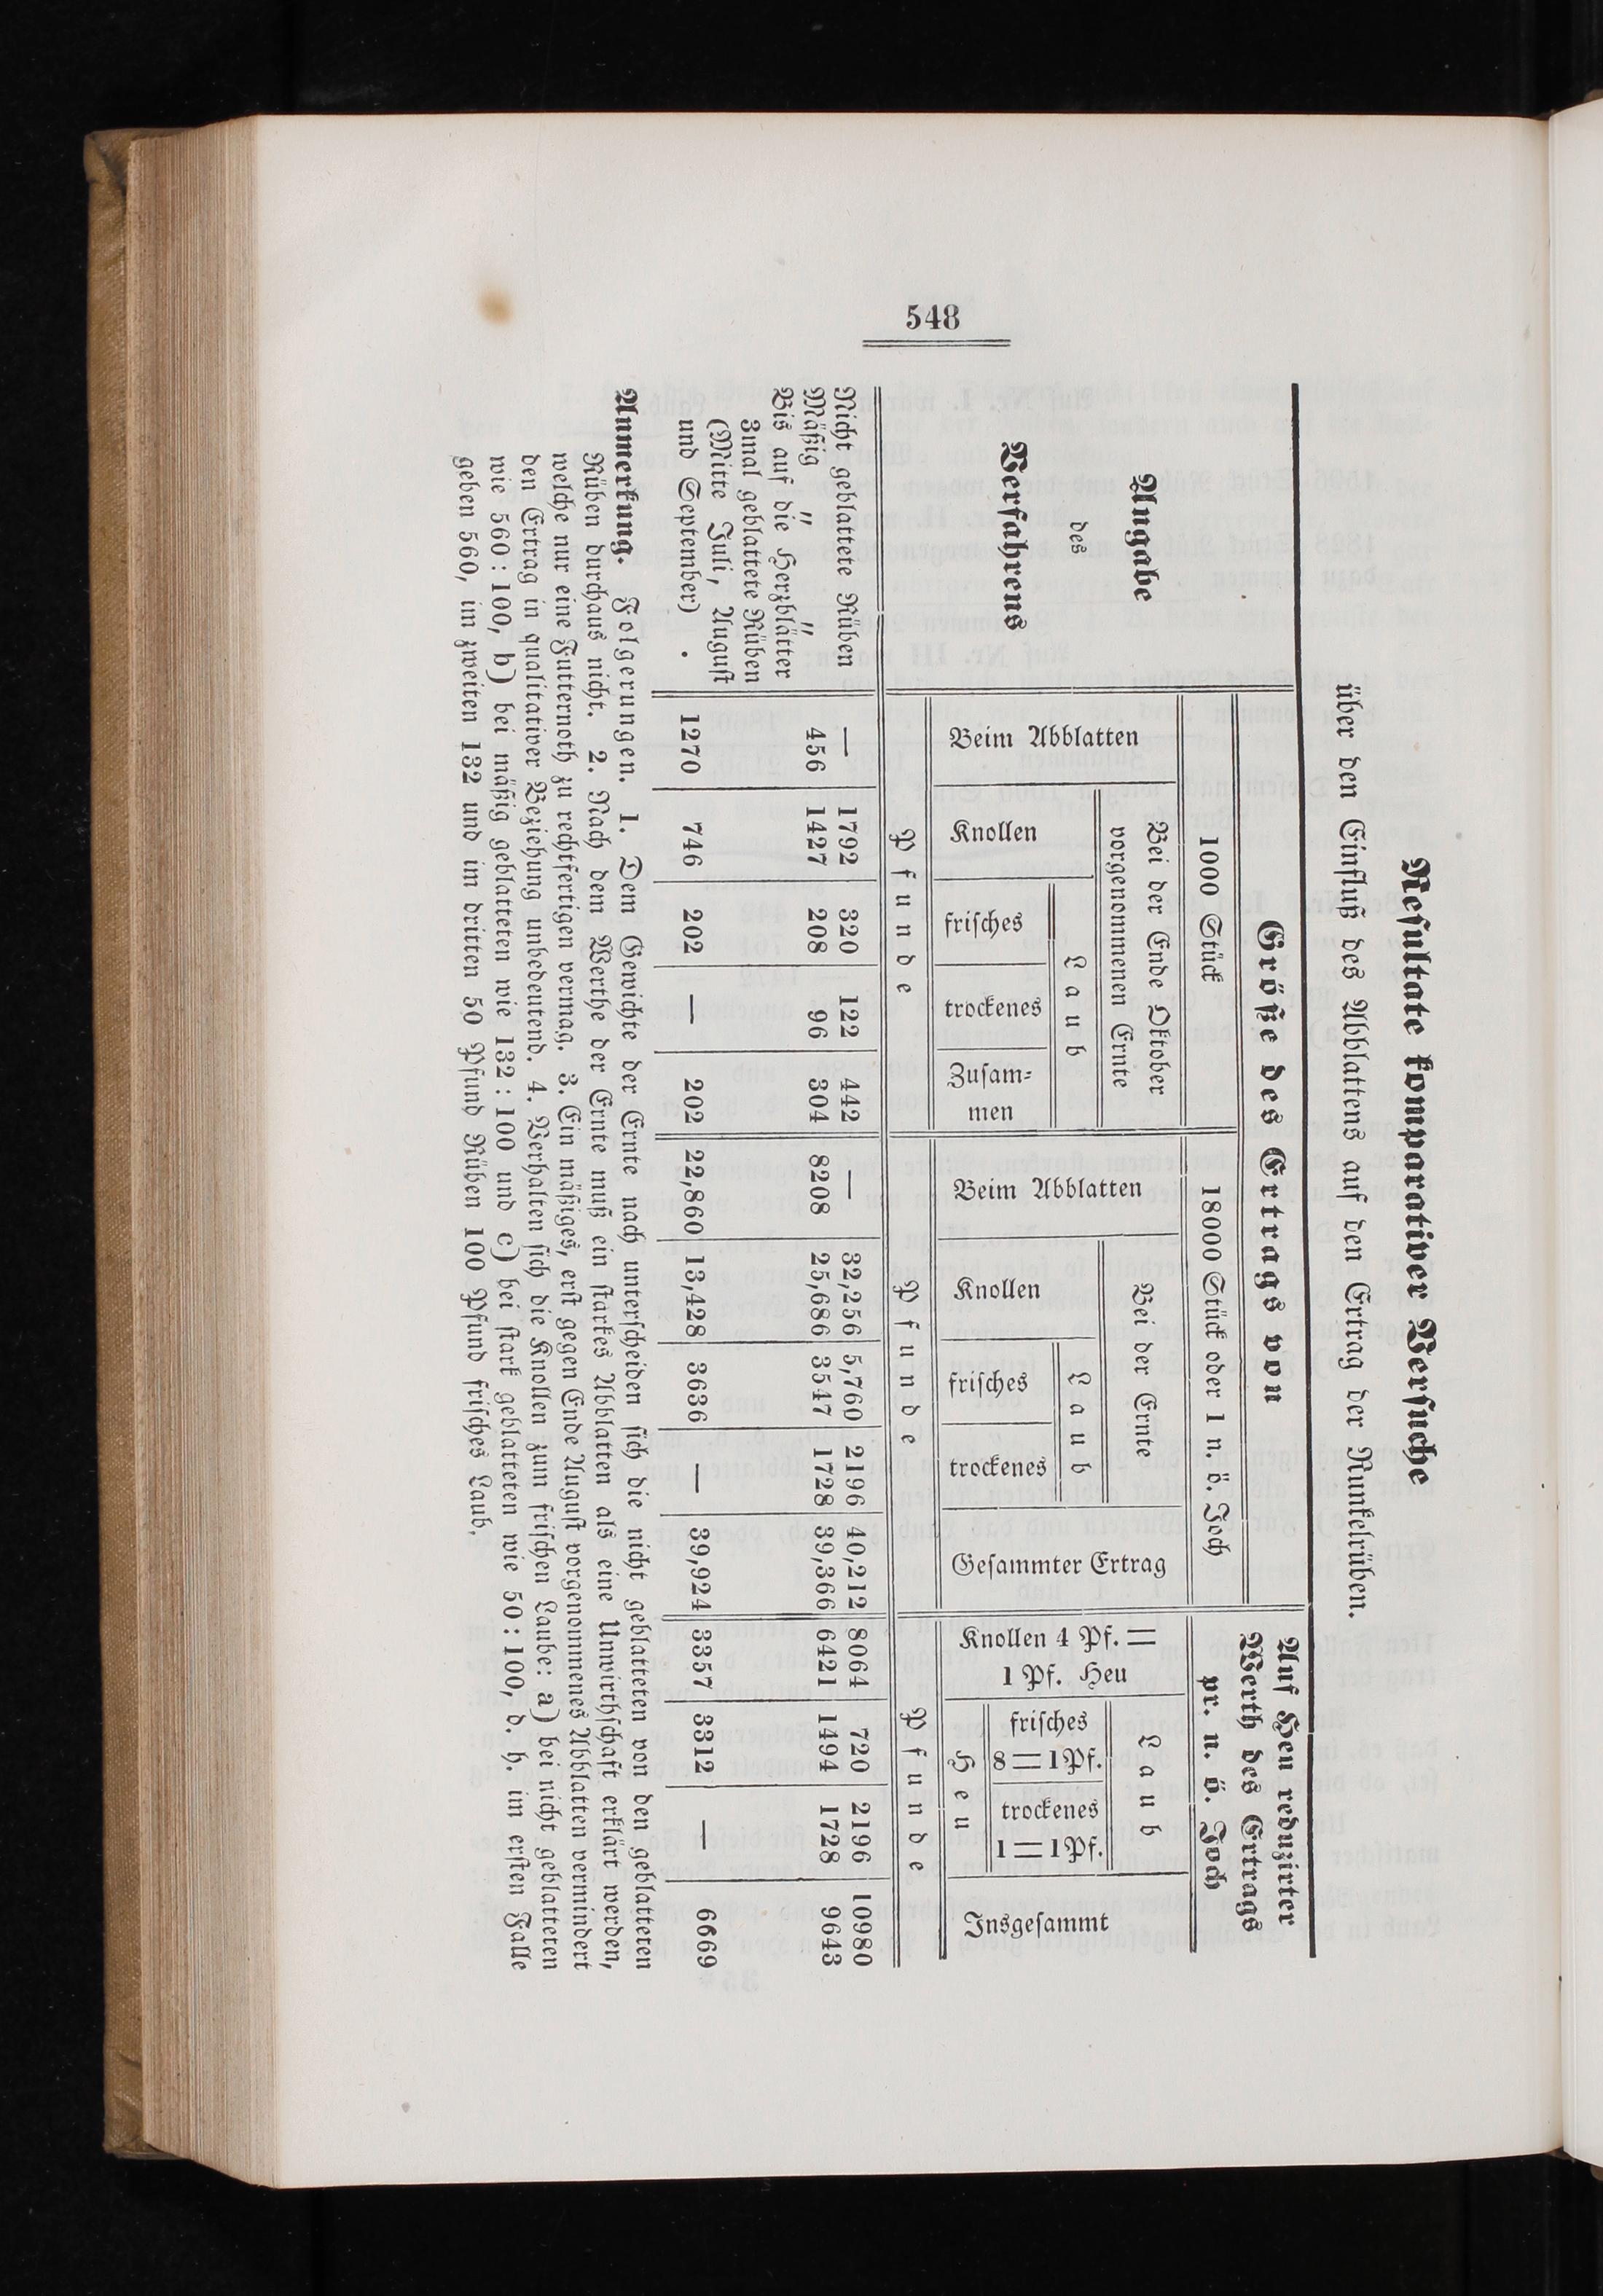 548
Resultate komparativer Versuche
über den Einfluß des Abblattens auf den Ertrag der Runkelrüben.
Angabe
des
Verfahrens
Größe des Ertrags von
Auf Heu reduzirter
Werth des Ertrags
pr. n. ö. Joch
1000 Stück
18000 Stück oder 1 n. ö. Joch
Beim Abblatten
Bei der Ende Oktober
vorgenommenen Ernte
Knollen
Laub
frisches
trockenes
Zusam-
men
Beim Abblatten
Bei der Ernte
Knollen
Laub
frisches
trockenes
Gesammter Ertrag
Knollen 4 Pf. =
1 Pf. Heu
Laub
frisches
8 = 1 Pf.
trockenes
1 = 1 Pf.
Heu
Insgesammt
Pfunde
Pfunde
Pfunde
Nicht geblattete Rüben — 1792 320 122 442 — 32,256 5,760 2196 40,212 8064 720 2196 10980
Mäßig " " 456 1427 208 96 304 8208 25,686 3547 1728 39,366 6421 1494 1728 9643
Bis auf die Herzblätter
3mal geblattete Rüben
(Mitte Juli, August
und September) . 1270 746 202 — 202 22,860 13,428 3636 — 39,924 3357 3312 — 6669
Anmerkung. Folgerungen. 1. Dem Gewichte der Ernte nach unterscheiden sich die nicht geblatteten von den geblatteten
Rüben durchaus nicht. 2. Nach dem Werthe der Ernte muß ein starkes Abblatten als eine Unwirthschaft erklärt werden,
welche nur eine Futternoth zu rechtfertigen vermag. 3. Ein mäßiges, erst gegen Ende August vorgenommenes Abblatten vermindert
den Ertrag in qualitativer Beziehung unbedeutend. 4. Verhalten sich die Knollen zum frischen Laube: a) bei nicht geblatteten
wie 560 : 100, b) bei mäßig geblatteten wie 132 : 100 und c) bei stark geblatteten wie 50 : 100, d. h. im ersten Falle
geben 560, im zweiten 132 und im dritten 50 Pfund Rüben 100 Pfund frisches Laub.